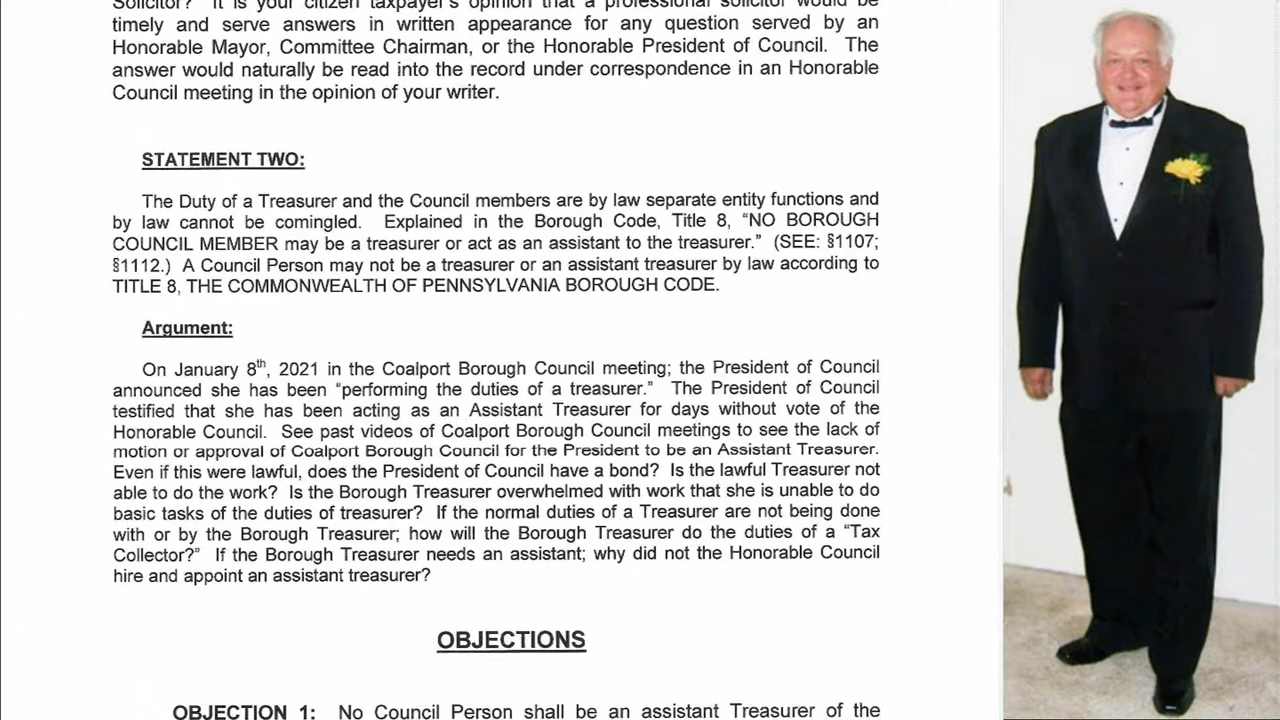 Solicitor? It is your citizen taxpayer's opinion that a professional solicitor would be
timely and serve answers in written appearance for any question served by an
Honorable Mayor, Committee Chairman, or the Honorable President of Council. The
answer would naturally be read into the record under correspondence in an Honorable
Council meeting in the opinion of your writer.
STATEMENT TWO:
The Duty of a Treasurer and the Council members are by law separate entity functions and
by law cannot be comingled. Explained in the Borough Code, Title 8, “NO BOROUGH
COUNCIL MEMBER may be a treasurer or act as an assistant to the treasurer.” (SEE: §1107;
§1112.) A Council Person may not be a treasurer or an assistant treasurer by law according to
TITLE 8, THE COMMONWEALTH OF PENNSYLVANIA BOROUGH CODE.
Argument:
On January 8th, 2021 in the Coalport Borough Council meeting; the President of Council
announced she has been “performing the duties of a treasurer.” The President of Council
testified that she has been acting as an Assistant Treasurer for days without vote of the
Honorable Council. See past videos of Coalport Borough Council meetings to see the lack of
motion or approval of Coalport Borough Council for the President to be an Assistant Treasurer.
Even if this were lawful, does the President of Council have a bond? Is the lawful Treasurer not
able to do the work? Is the Borough Treasurer overwhelmed with work that she is unable to do
basic tasks of the duties of treasurer? If the normal duties of a Treasurer are not being done
with or by the Borough Treasurer; how will the Borough Treasurer do the duties of a “Tax
Collector?” If the Borough Treasurer needs an assistant; why did not the Honorable Council
hire and appoint an assistant treasurer?
OBJECTIONS
OBJECTION 1: No Council Person shall be an assistant Treasurer of the